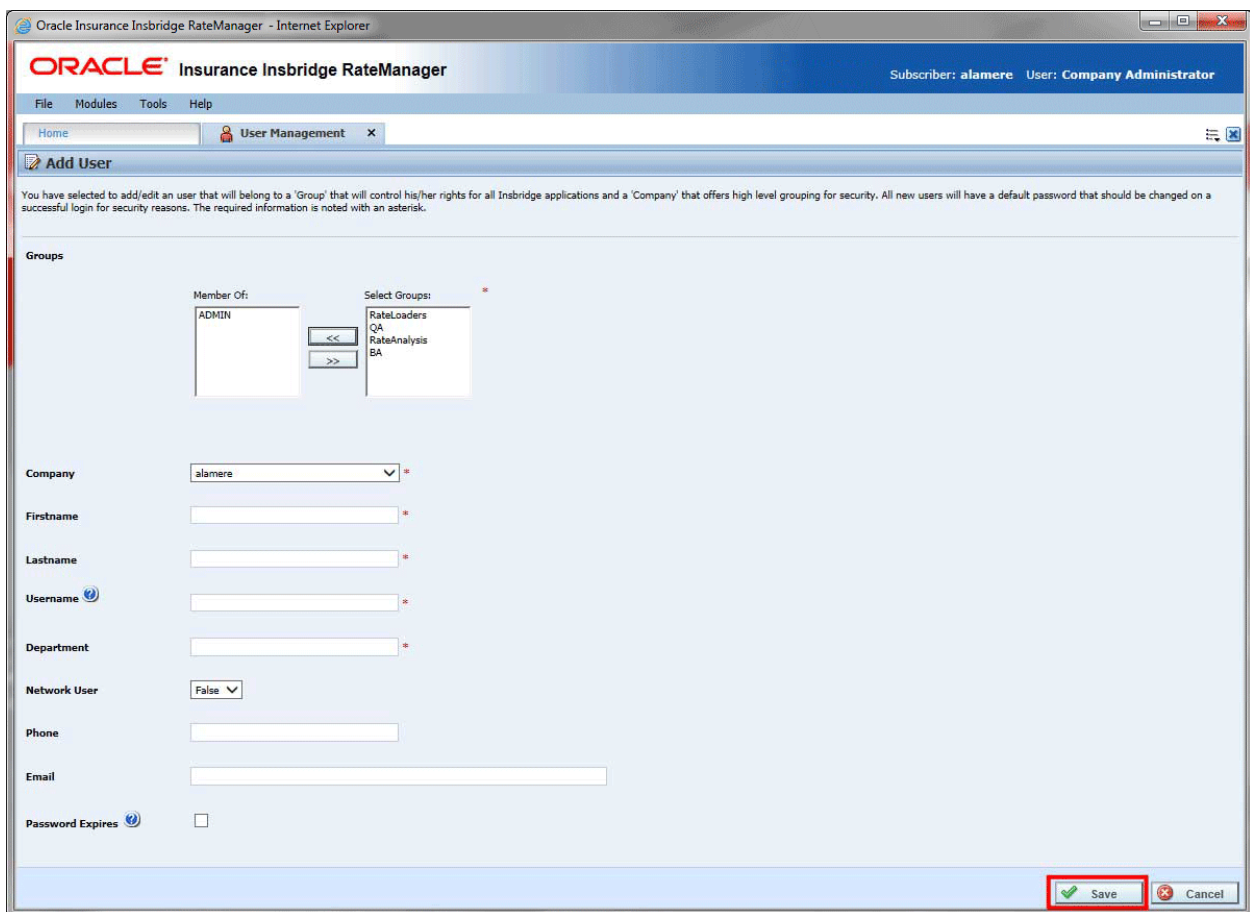 Oracle Insurance Insbridge RateManager - Internet Explorer
ORACLE® Insurance Insbridge RateManager
Subscriber: alamere User: Company Administrator
File Modules Tools Help
Home User Management x
Add User
You have selected to add/edit an user that will belong to a 'Group' that will control his/her rights for all Insbridge applications and a 'Company' that offers high level grouping for security. All new users will have a default password that should be changed on a
successful login for security reasons. The required information is noted with an asterisk.
Groups
Member Of: Select Groups: *
ADMIN
RateLoaders
QA
RateAnalysis
BA
<<
>>
Company alamere *
Firstname *
Lastname *
Username ? *
Department *
Network User False
Phone
Email
Password Expires ?
Save Cancel